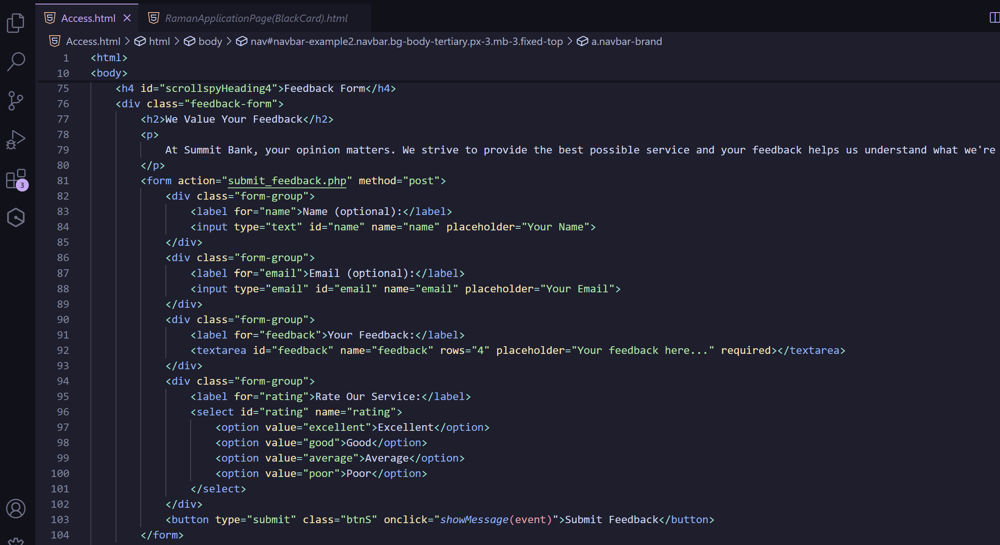 Access.html RamanApplicationPage(BlackCard).html
Access.html > html > body > nav#navbar-example2.navbar.bg-body-tertiary.px-3.mb-3.fixed-top > a.navbar-brand
1 <html>
10 <body>
75 <h4 id="scrollspyHeading4">Feedback Form</h4>
76 <div class="feedback-form">
77 <h2>We Value Your Feedback</h2>
78 <p>
79 At Summit Bank, your opinion matters. We strive to provide the best possible service and your feedback helps us understand what we're
80 </p>
81 <form action="submit_feedback.php" method="post">
82 <div class="form-group">
83 <label for="name">Name (optional):</label>
84 <input type="text" id="name" name="name" placeholder="Your Name">
85 </div>
86 <div class="form-group">
87 <label for="email">Email (optional):</label>
88 <input type="email" id="email" name="email" placeholder="Your Email">
89 </div>
90 <div class="form-group">
91 <label for="feedback">Your Feedback:</label>
92 <textarea id="feedback" name="feedback" rows="4" placeholder="Your feedback here..." required></textarea>
93 </div>
94 <div class="form-group">
95 <label for="rating">Rate Our Service:</label>
96 <select id="rating" name="rating">
97 <option value="excellent">Excellent</option>
98 <option value="good">Good</option>
99 <option value="average">Average</option>
100 <option value="poor">Poor</option>
101 </select>
102 </div>
103 <button type="submit" class="btnS" onclick="showMessage(event)">Submit Feedback</button>
104 </form>
3